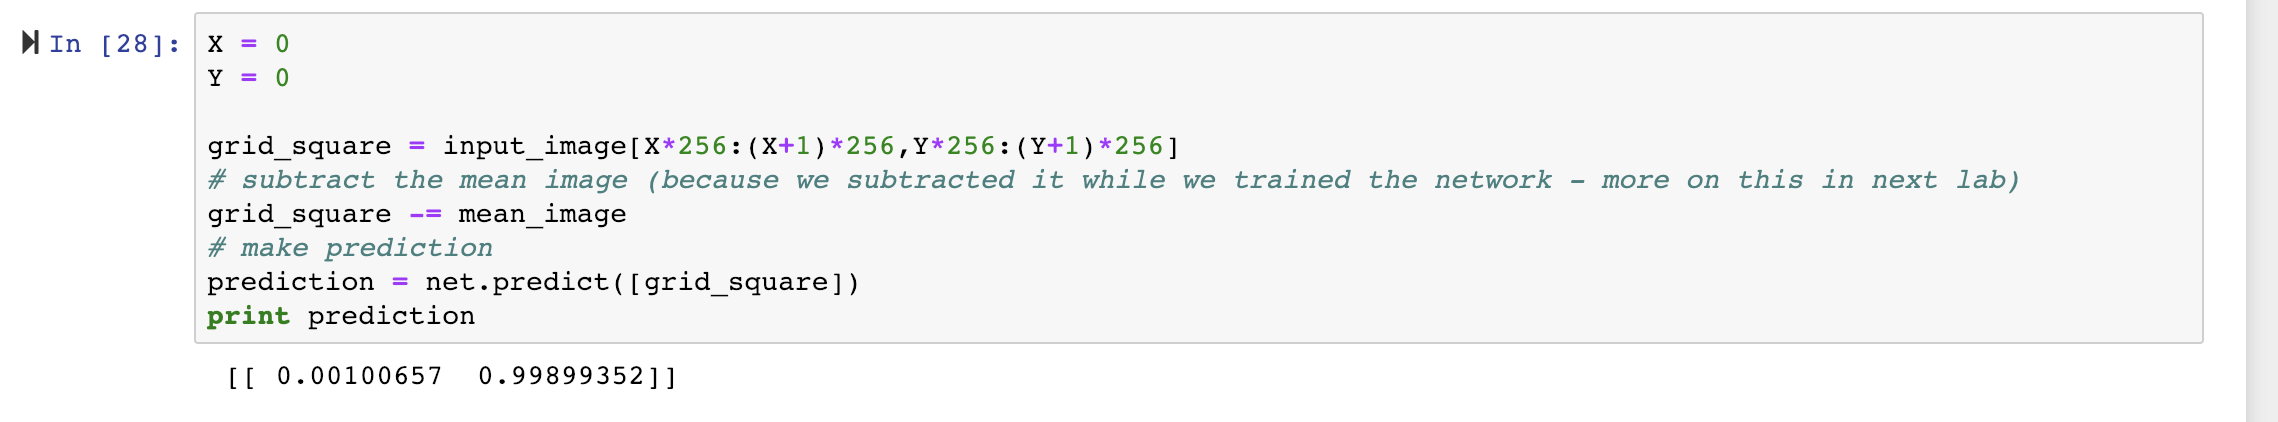 In [28]:
X = 0
Y = 0
grid_square = input_image[X*256:(X+1)*256,Y*256:(Y+1)*256]
# subtract the mean image (because we subtracted it while we trained the network – more on this in next lab)
grid_square -= mean_image
# make prediction
prediction = net.predict([grid_square])
print prediction
[[ 0.00100657  0.99899352]]